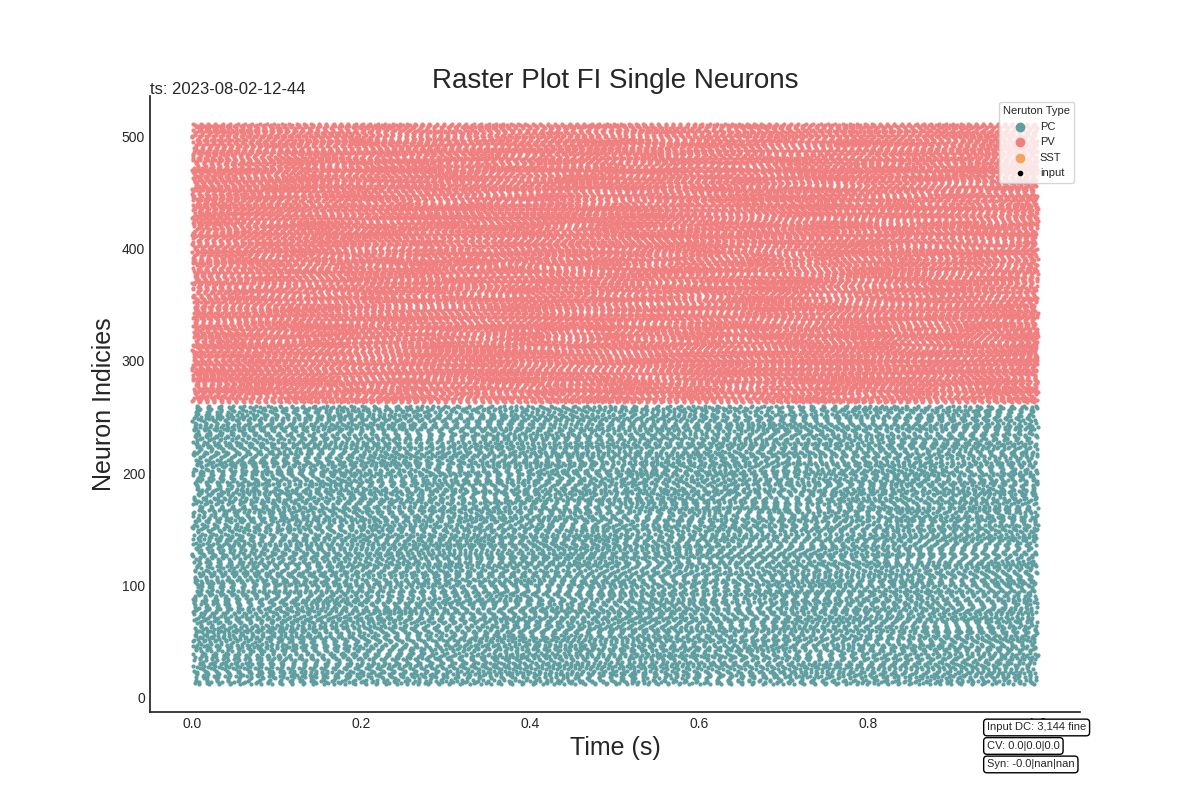 Raster Plot FI Single Neurons
ts: 2023-08-02-12-44
Neruton Type
PC
PV
SST
input
500
400
300
200
100
0
Neuron Indicies
0.0 0.2 0.4 0.6 0.8
Time (s)
Input DC: 3,144 fine
CV: 0.0|0.0|0.0
Syn: -0.0|nan|nan